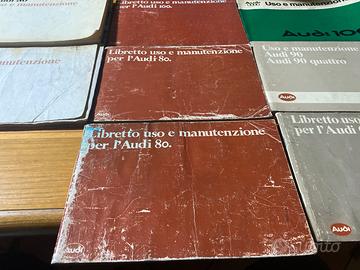 manutenzione
Libretto uso e manutenzione
per l'Audi 100.
Uso e manutenzione
Audi 100
Libretto uso e manutenzione
per l'Audi 80.
Uso e manutenzione
Audi 90
Audi 90 quattro
Audi
Libretto uso e manutenzione
per l'Audi 80.
Audi
Libretto uso
per l'Audi
Audi